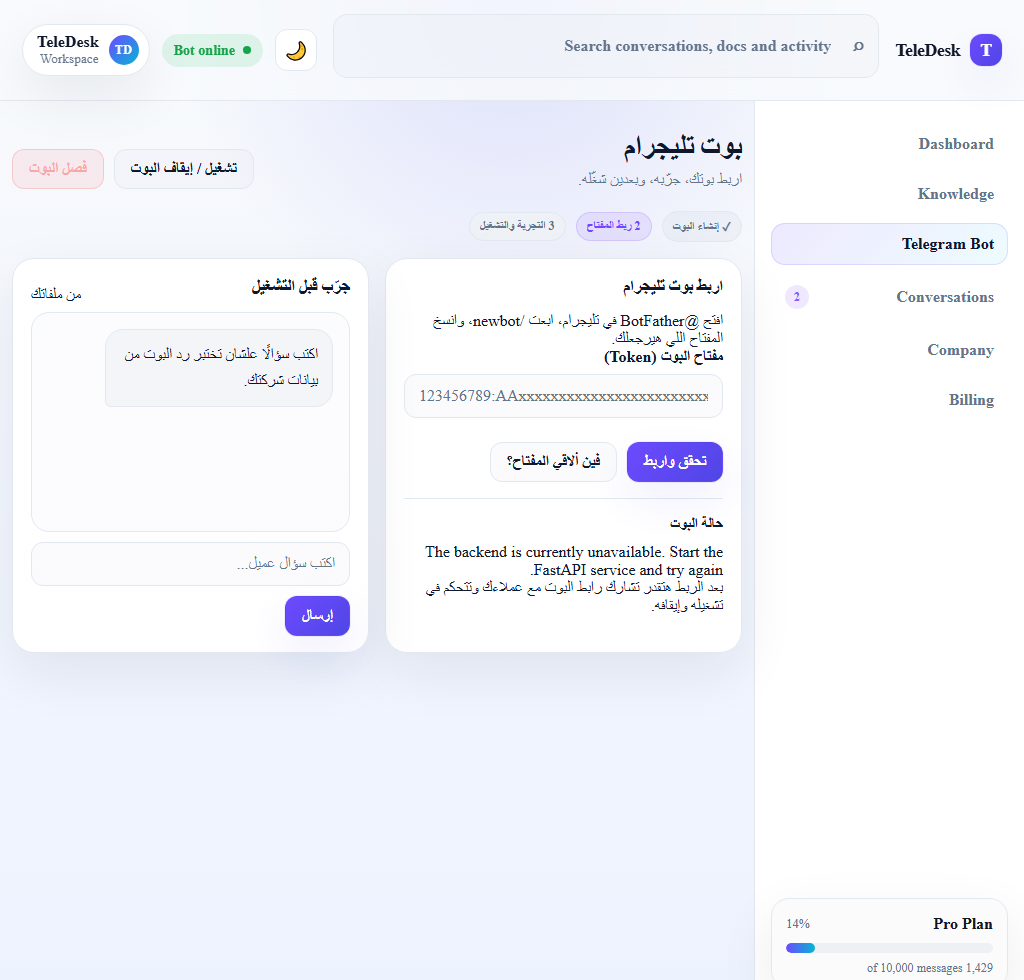 T TeleDesk
Search conversations, docs and activity
Bot online
TD TeleDesk
Workspace
Dashboard
Knowledge
Telegram Bot
Conversations 2
Company
Billing
Pro Plan 14%
of 10,000 messages 1,429
بوت تليجرام
اربط بوتك، جرّبه، وبعدين شغّله.
تشغيل / إيقاف البوت
فصل البوت
✓ إنشاء البوت
2 ربط المفتاح
3 التجربة والتشغيل
اربط بوت تليجرام
افتح @BotFather في تليجرام، ابعت /newbot، وانسخ
المفتاح اللي هيرجعلك.
مفتاح البوت (Token)
123456789:AAxxxxxxxxxxxxxxxxxxxxxxxx
تحقق واربط
فين ألاقي المفتاح؟
حالة البوت
The backend is currently unavailable. Start the
.FastAPI service and try again
بعد الربط هتقدر تشارك رابط البوت مع عملاءك وتتحكم في
تشغيله وإيقافه.
جرّب قبل التشغيل
من ملفاتك
اكتب سؤالًا علشان تختبر رد البوت من
بيانات شركتك.
اكتب سؤال عميل...
إرسال